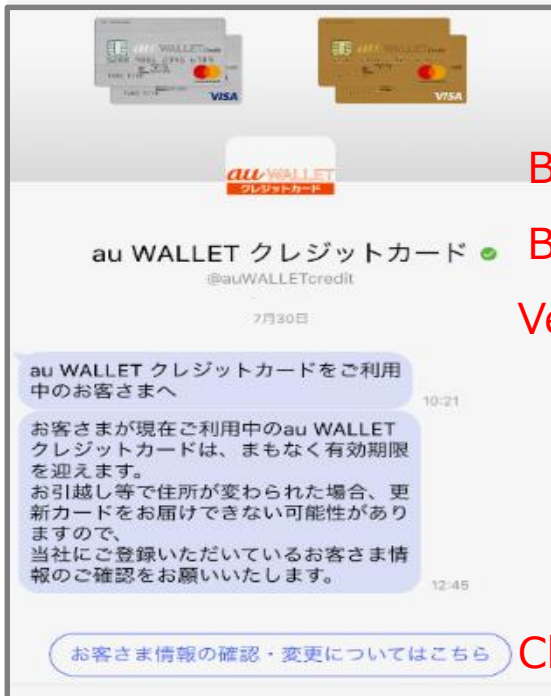 au WALLET
VISA
au WALLET
VISA
au WALLET
クレジットカード
au WALLET クレジットカード
@auWALLETcredit
7月30日
au WALLET クレジットカードをご利用
中のお客さまへ
10:21
お客さまが現在ご利用中のau WALLET
クレジットカードは、まもなく有効期限
を迎えます。
お引越し等で住所が変わられた場合、更
新カードをお届けできない可能性があり
ますので、
当社にご登録いただいているお客さま情
報のご確認をお願いいたします。
12:45
お客さま情報の確認・変更についてはこちら
B
B
Ve